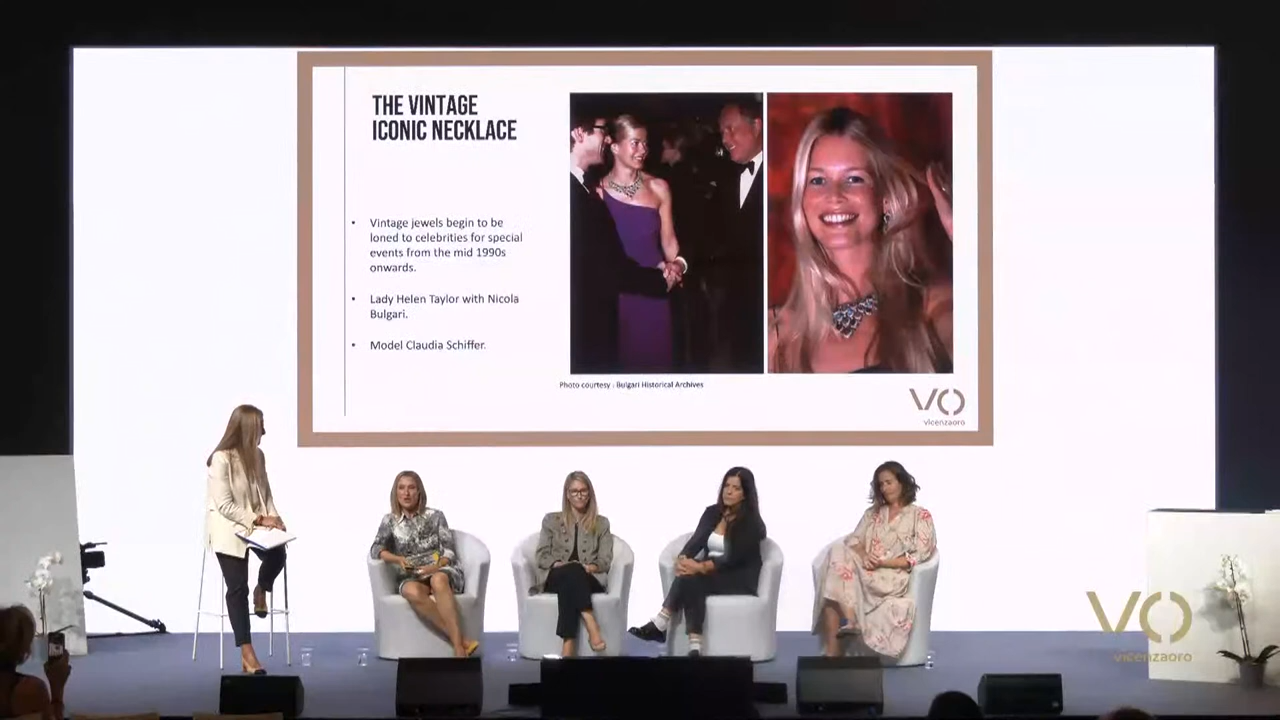 THE VINTAGE
ICONIC NECKLACE
Vintage jewels begin to be
loned to celebrities for special
events from the mid 1990s
onwards.
Lady Helen Taylor with Nicola
Bulgari.
Model Claudia Schiffer.
Photo courtesy : Bulgari Historical Archives
VO
vicenzaoro
VO
vicenzaoro